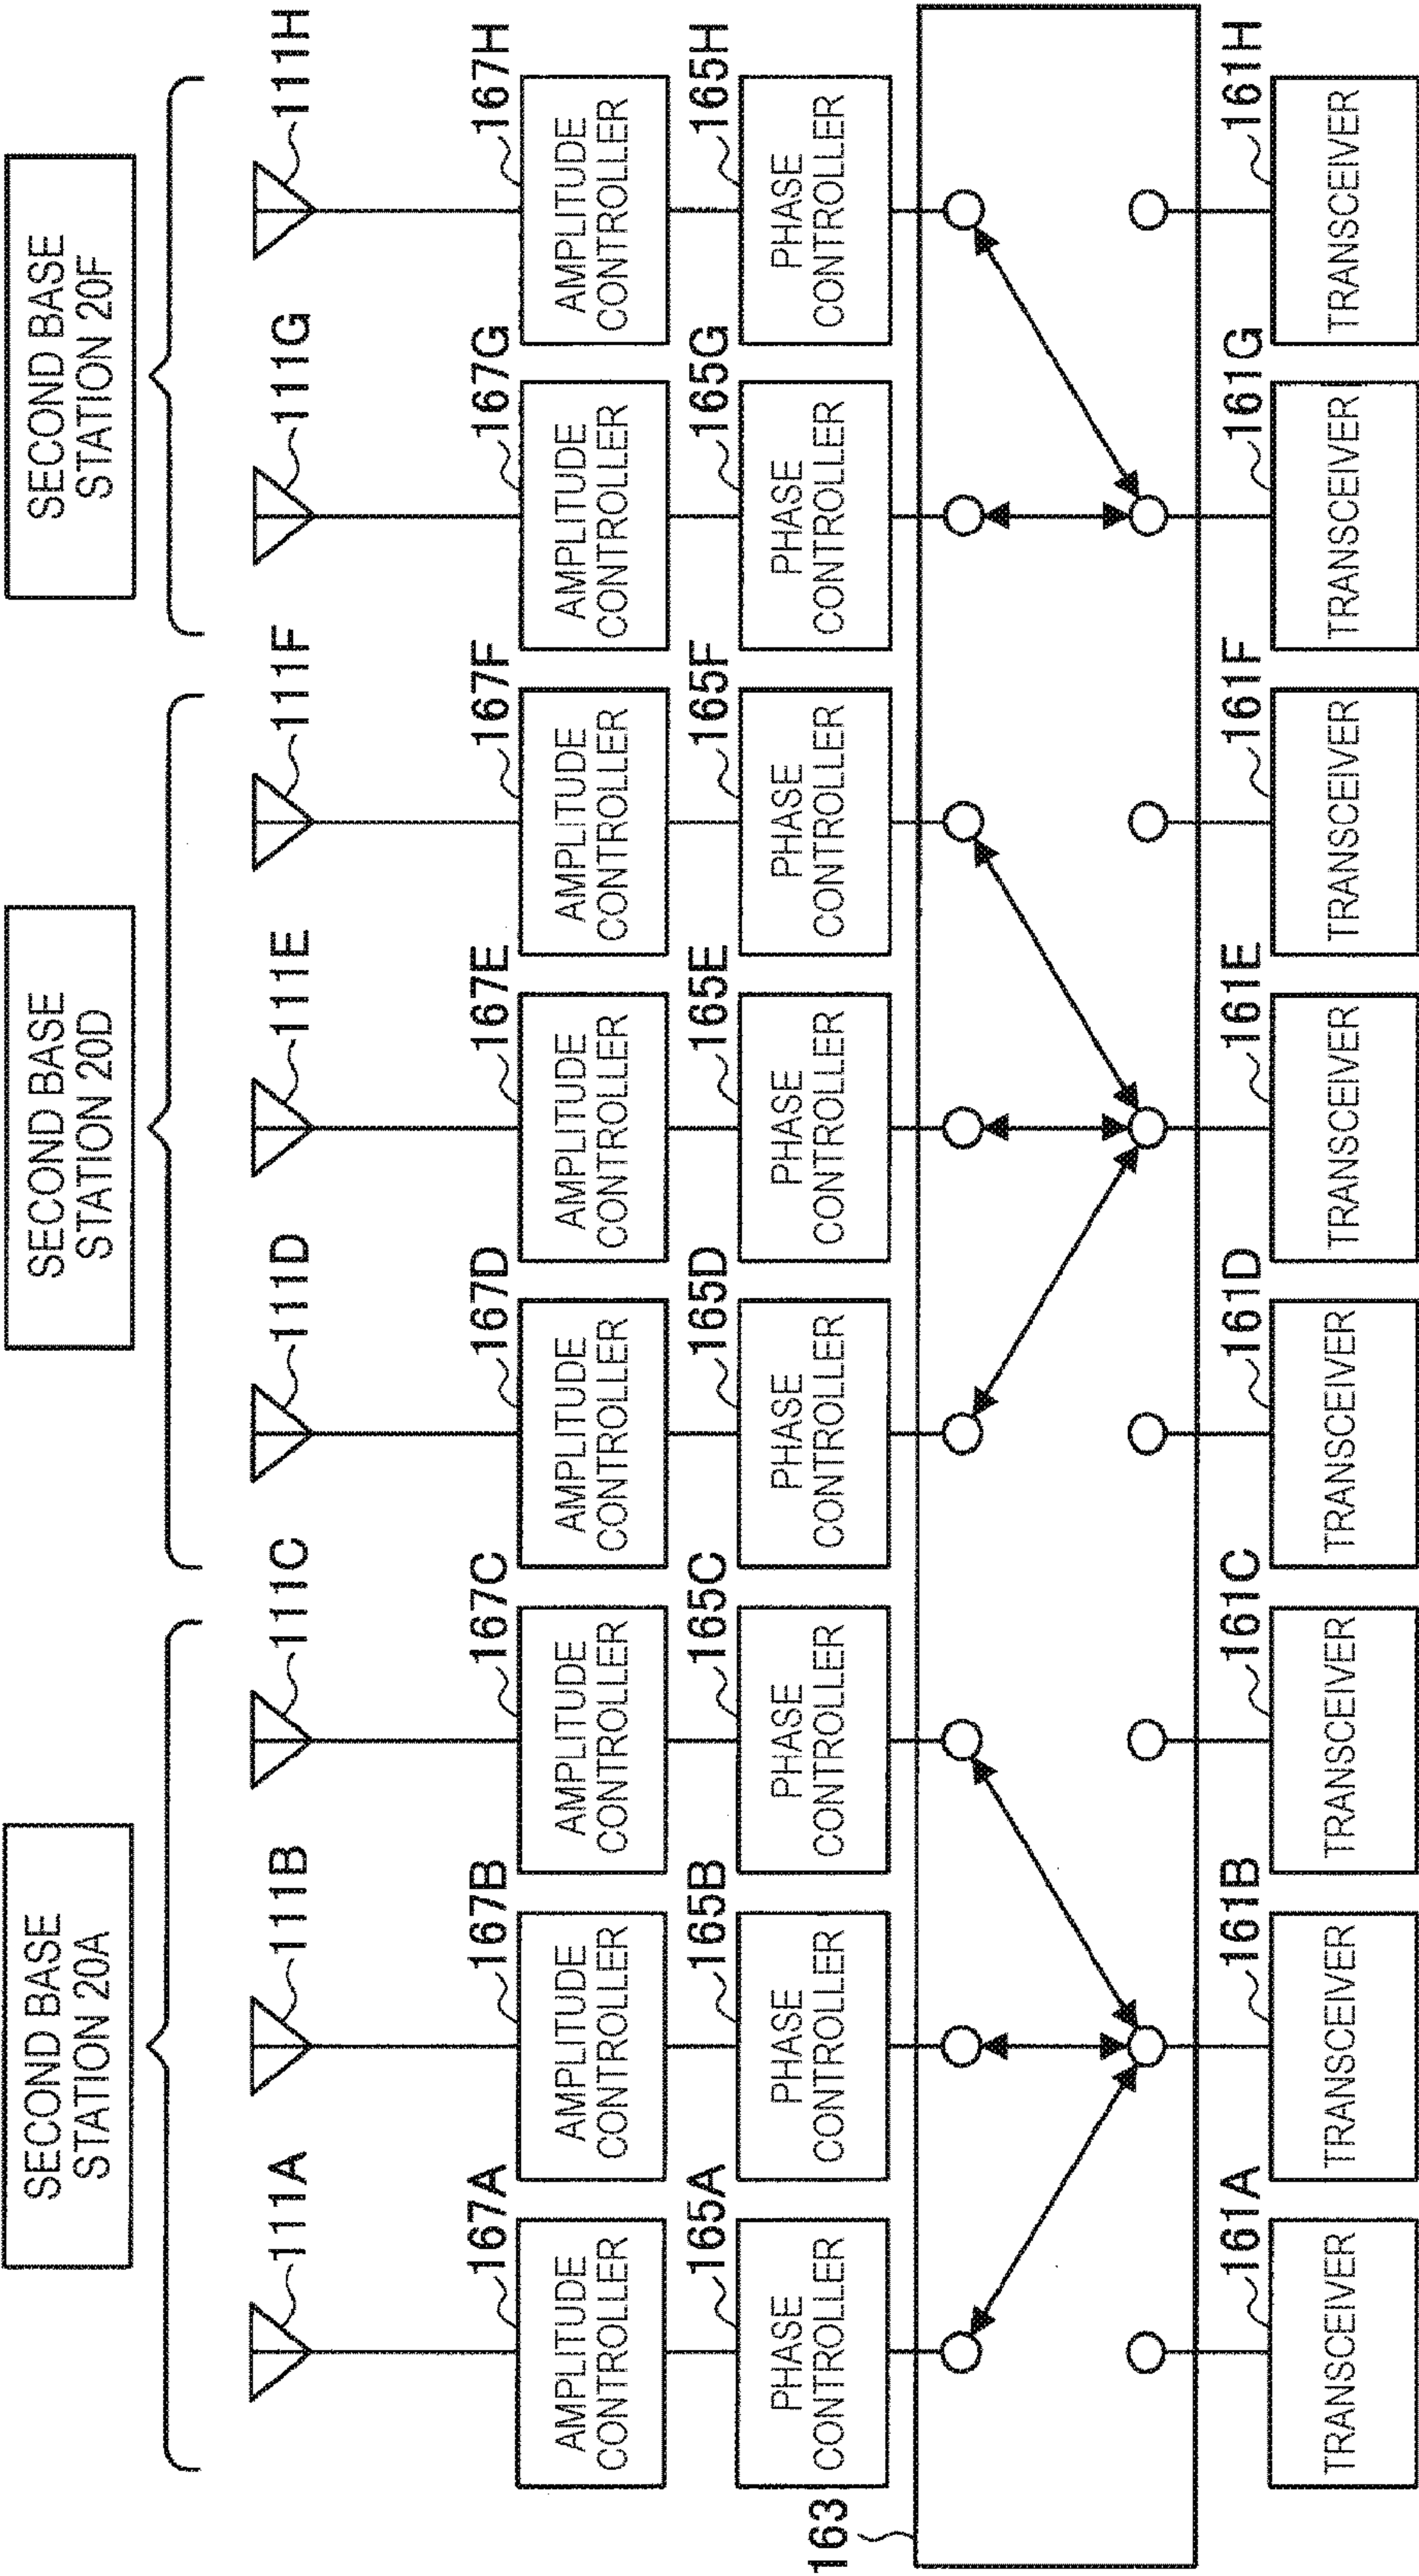 SECOND BASE
STATION 20A
SECOND BASE
STATION 20D
SECOND BASE
STATION 20F
111A
111B
111C
111D
111E
111F
111G
111H
167A
167B
167C
167D
167E
167F
167G
167H
AMPLITUDE
CONTROLLER
AMPLITUDE
CONTROLLER
AMPLITUDE
CONTROLLER
AMPLITUDE
CONTROLLER
AMPLITUDE
CONTROLLER
AMPLITUDE
CONTROLLER
AMPLITUDE
CONTROLLER
AMPLITUDE
CONTROLLER
165A
165B
165C
165D
165E
165F
165G
165H
PHASE
CONTROLLER
PHASE
CONTROLLER
PHASE
CONTROLLER
PHASE
CONTROLLER
PHASE
CONTROLLER
PHASE
CONTROLLER
PHASE
CONTROLLER
PHASE
CONTROLLER
163
161A
161B
161C
161D
161E
161F
161G
161H
TRANSCEIVER
TRANSCEIVER
TRANSCEIVER
TRANSCEIVER
TRANSCEIVER
TRANSCEIVER
TRANSCEIVER
TRANSCEIVER